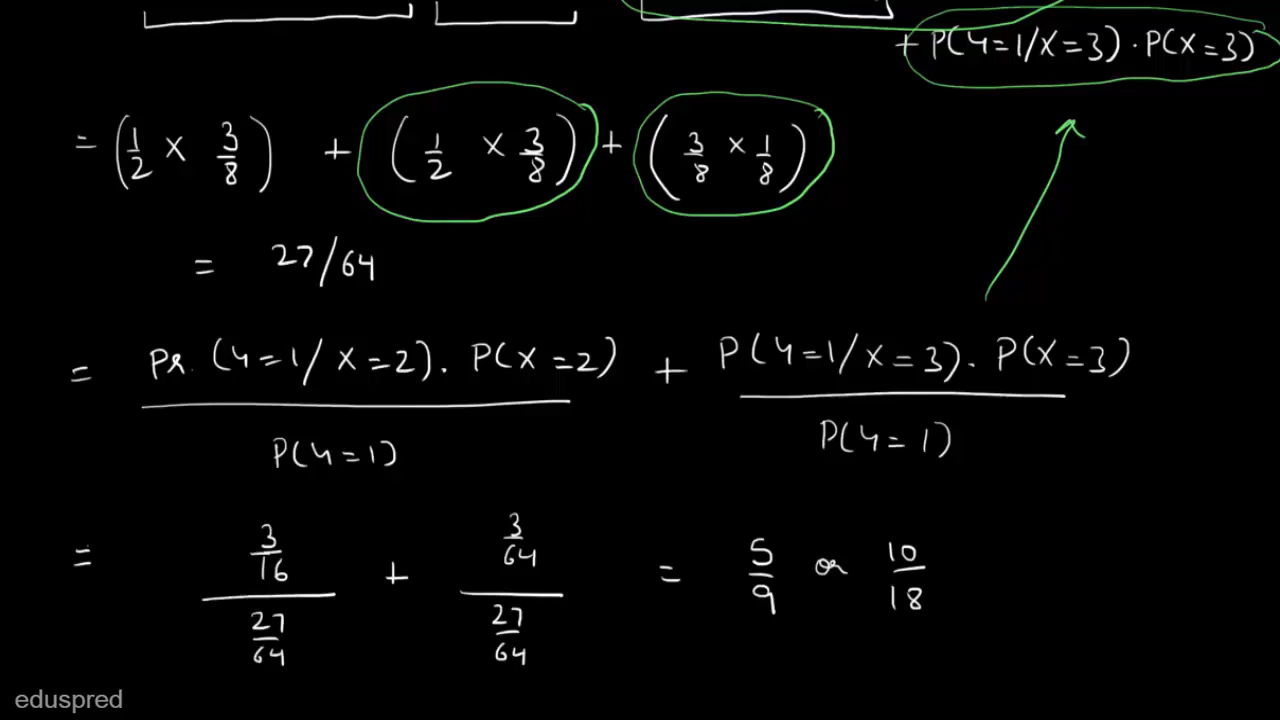 + P(Y=1/X=3) · P(X=3)
= (1/2 × 3/8) + (1/2 × 3/8) + (3/8 × 1/8)
= 27/64
= Pr. (Y=1/X=2). P(X=2) / P(Y=1) + P(Y=1/X=3). P(X=3) / P(Y=1)
= 3/16 / 27/64 + 3/64 / 27/64 = 5/9 or 10/18
eduspred